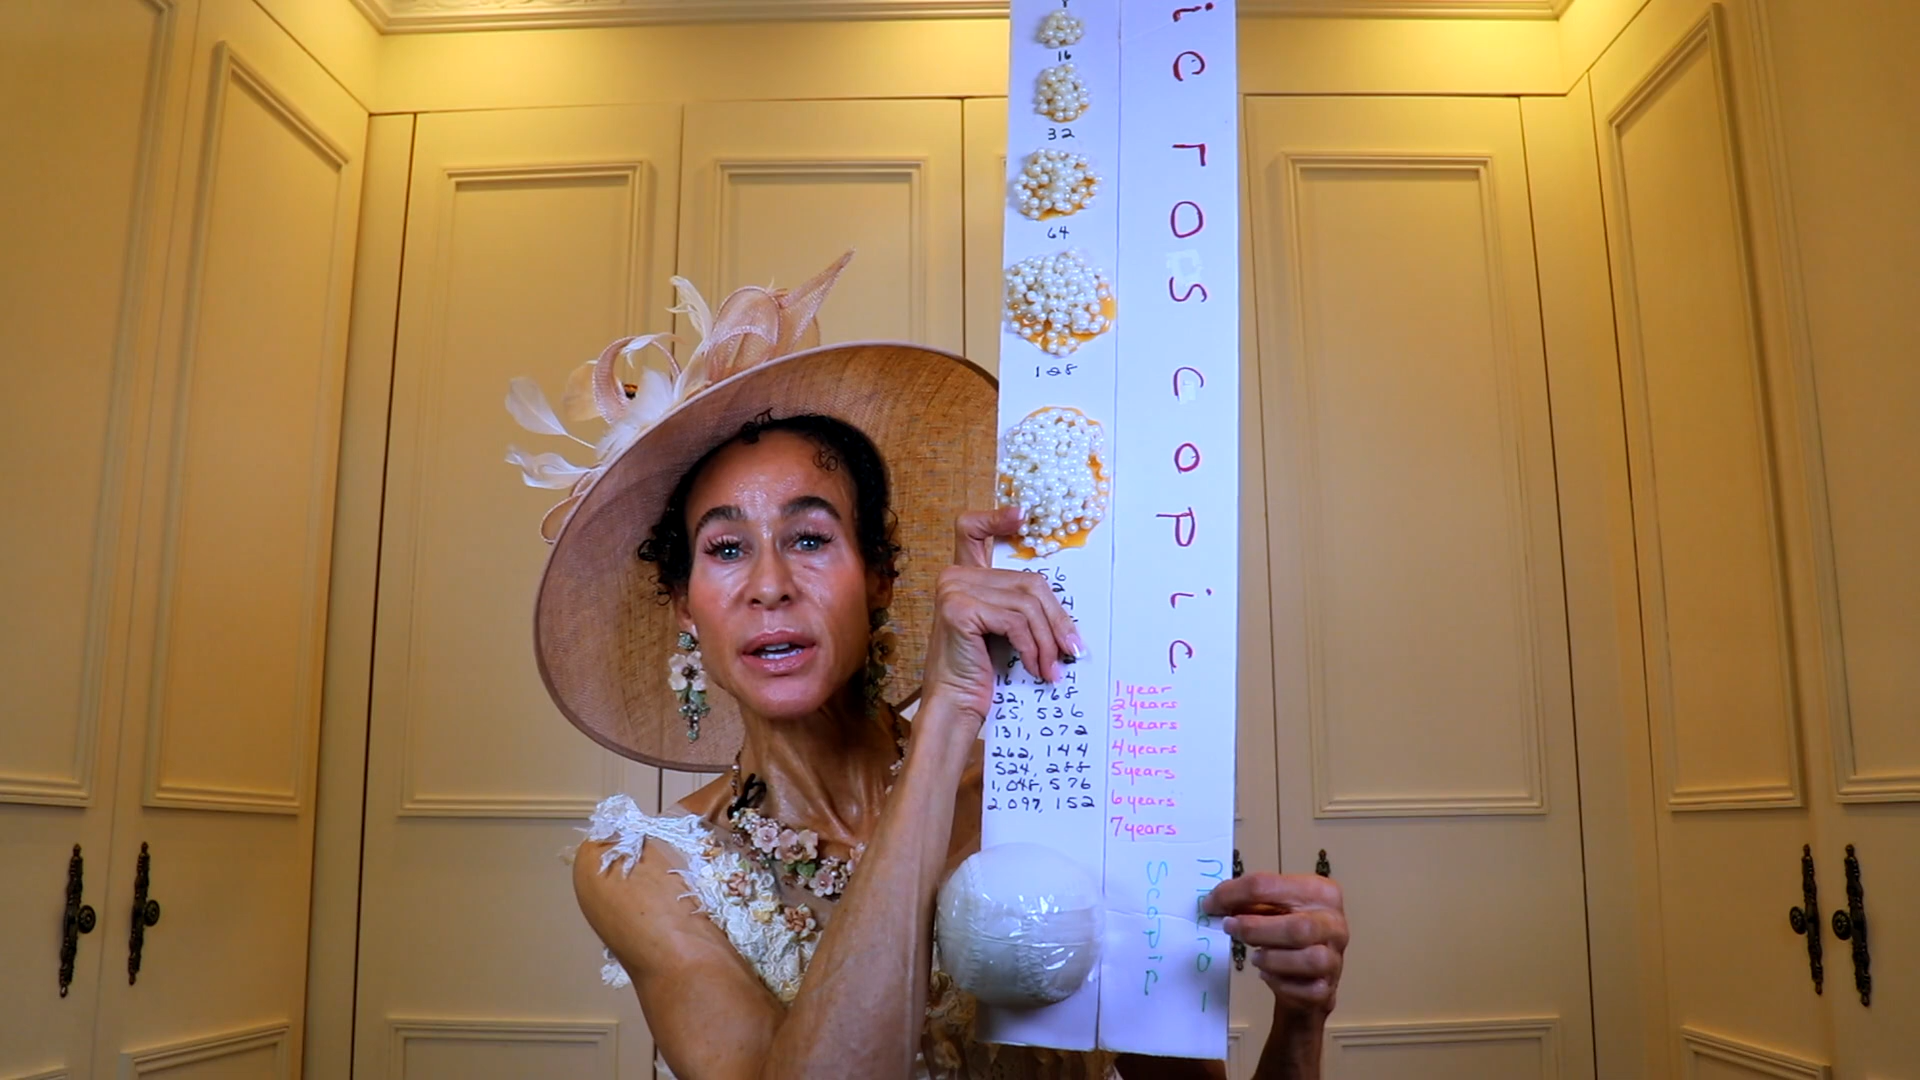 16
32
64
128
256
32, 768
65, 536
131, 072
262, 144
524, 288
1,048, 576
2 097, 152
icroscopic
1year
2years
3years
4years
5years
6years
7years
Macro-
Scopic